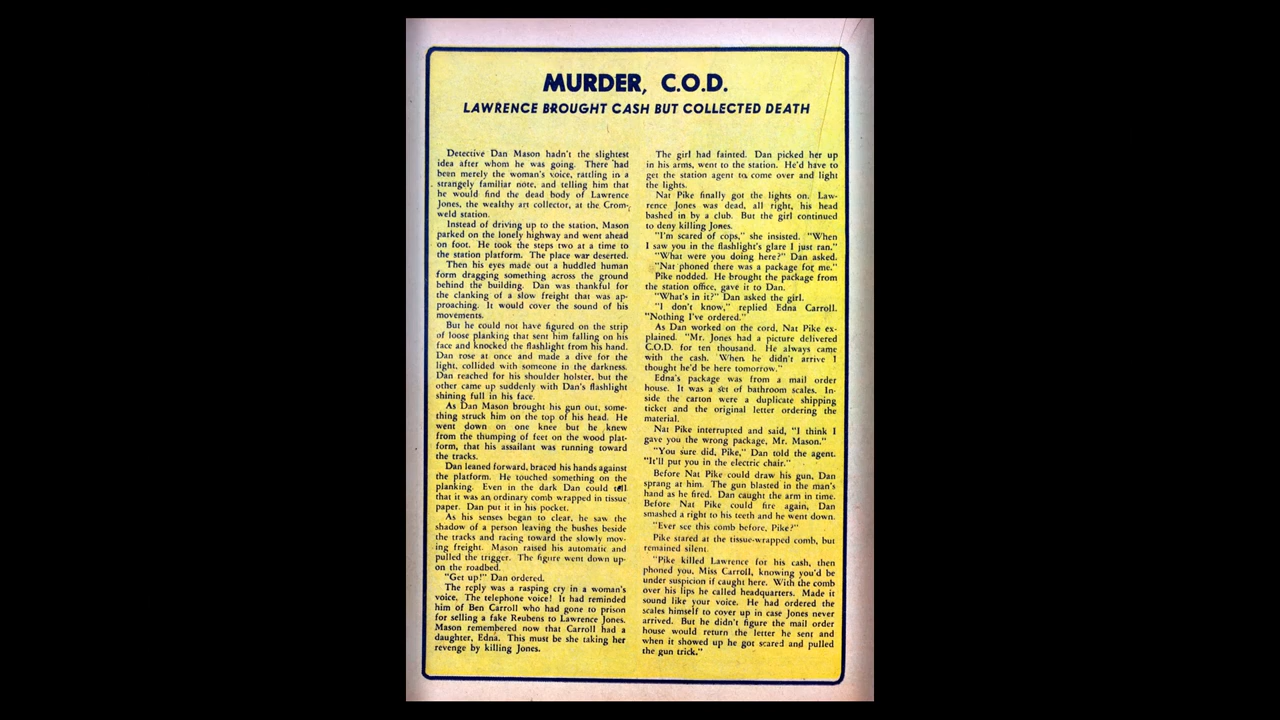 MURDER, C.O.D.
LAWRENCE BROUGHT CASH BUT COLLECTED DEATH
Detective Dan Mason hadn't the slightest
idea after whom he was going. There had
been merely the woman's voice, rattling in a
strangely familiar note, and telling him that
he would find the dead body of Lawrence
Jones, the wealthy art collector, at the Crom-
weld station.
Instead of driving up to the station, Mason
parked on the lonely highway and went ahead
on foot. He took the steps two at a time to
the station platform. The place war deserted.
Then his eyes made out a huddled human
form dragging something across the ground
behind the building. Dan was thankful for
the clanking of a slow freight that was ap-
proaching. It would cover the sound of his
movements.
But he could not have figured on the strip
of loose planking that sent him falling on his
face and knocked the flashlight from his hand.
Dan rose at once and made a dive for the
light, collided with someone in the darkness.
Dan reached for his shoulder holster, but the
other came up suddenly with Dan's flashlight
shining full in his face.
As Dan Mason brought his gun out, some-
thing struck him on the top of his head. He
went down on one knee but he knew
from the thumping of feet on the wood plat-
form, that his assailant was running toward
the tracks.
Dan leaned forward, braced his hands against
the platform. He touched something on the
planking. Even in the dark Dan could tell
that it was an ordinary comb wrapped in tissue
paper. Dan put it in his pocket.
As his senses began to clear, he saw the
shadow of a person leaving the bushes beside
the tracks and racing toward the slowly mov-
ing freight. Mason raised his automatic and
pulled the trigger. The figure went down up-
on the roadbed.
"Get up!" Dan ordered.
The reply was a rasping cry in a woman's
voice. The telephone voice! It had reminded
him of Ben Carroll who had gone to prison
for selling a fake Reubens to Lawrence Jones.
Mason remembered now that Carroll had a
daughter, Edna. This must be she taking her
revenge by killing Jones.
The girl had fainted. Dan picked her up
in his arms, went to the station. He'd have to
get the station agent to come over and light
the lights.
Nat Pike finally got the lights on. Law-
rence Jones was dead, all right, his head
bashed in by a club. But the girl continued
to deny killing Jones.
"I'm scared of cops," she insisted. "When
I saw you in the flashlight's glare I just ran."
"What were you doing here?" Dan asked.
"Nat phoned there was a package for me."
Pike nodded. He brought the package from
the station office, gave it to Dan.
"What's in it?" Dan asked the girl.
"I don't know," replied Edna Carroll.
"Nothing I've ordered."
As Dan worked on the cord, Nat Pike ex-
plained. "Mr. Jones had a picture delivered
C.O.D. for ten thousand. He always came
with the cash. When he didn't arrive I
thought he'd be here tomorrow."
Edna's package was from a mail order
house. It was a set of bathroom scales. In-
side the carton were a duplicate shipping
ticket and the original letter ordering the
material.
Nat Pike interrupted and said, "I think I
gave you the wrong package, Mr. Mason."
"You sure did, Pike," Dan told the agent.
"It'll put you in the electric chair."
Before Nat Pike could draw his gun, Dan
sprang at him. The gun blasted in the man's
hand as he fired. Dan caught the arm in time.
Before Nat Pike could fire again, Dan
smashed a right to his teeth and he went down.
"Ever see this comb before, Pike?"
Pike stared at the tissue-wrapped comb, but
remained silent.
"Pike killed Lawrence for his cash, then
phoned you, Miss Carroll, knowing you'd be
under suspicion if caught here. With the comb
over his lips he called headquarters. Made it
sound like your voice. He had ordered the
scales himself to cover up in case Jones never
arrived. But he didn't figure the mail order
house would return the letter he sent and
when it showed up he got scared and pulled
the gun trick."